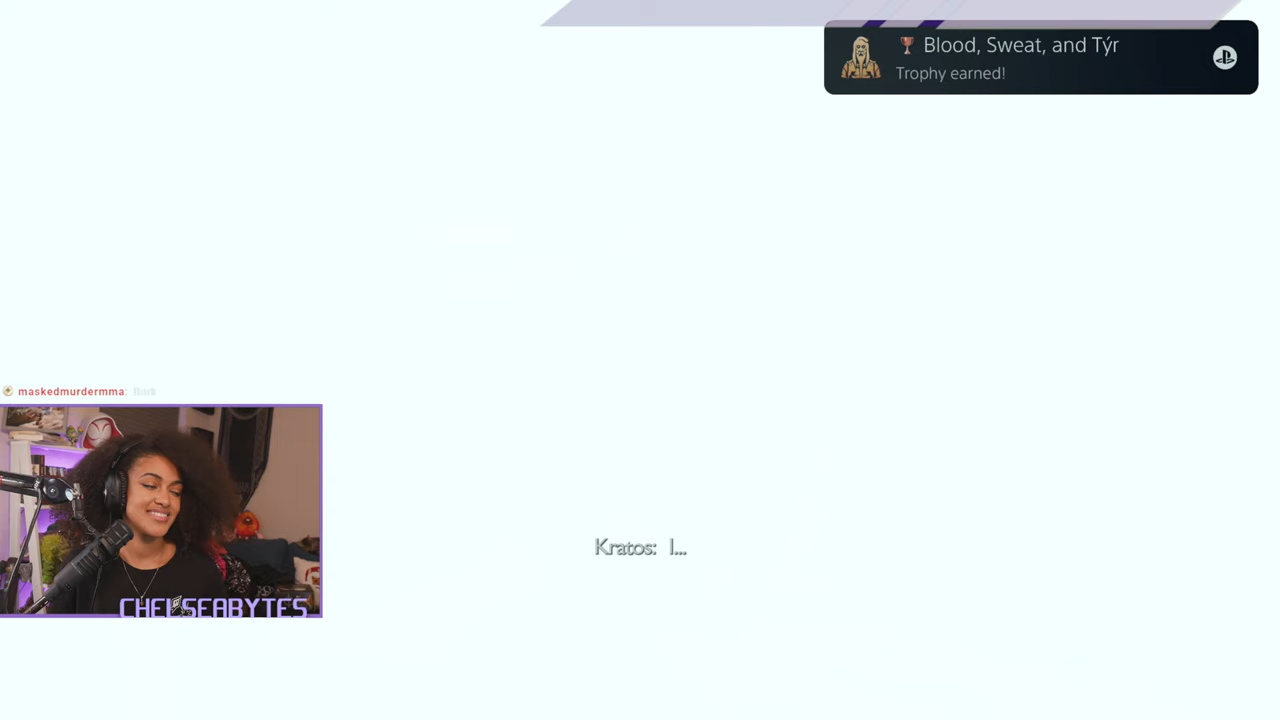 Blood, Sweat, and Týr
Trophy earned!
maskedmurdermma:
Kratos: I...
CHELSEABYTES